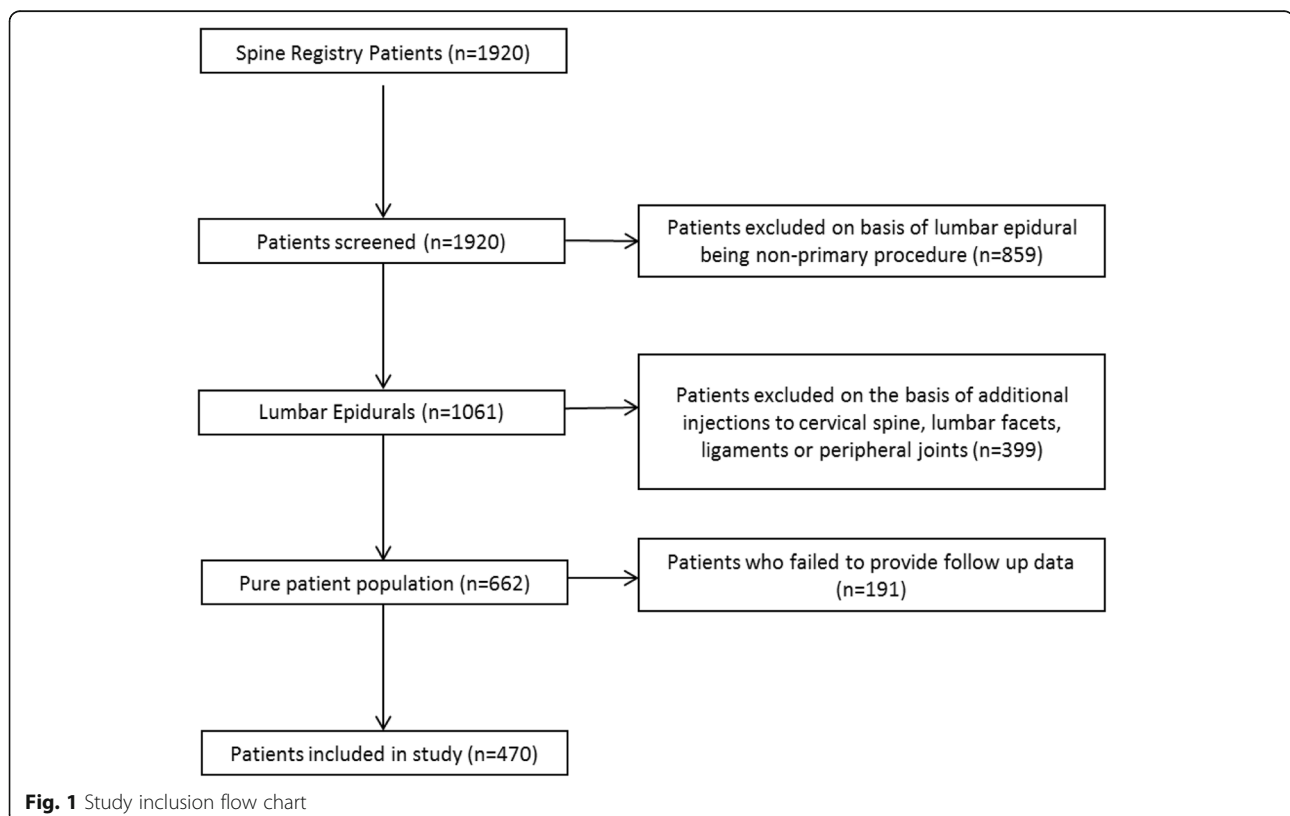 Spine Registry Patients (n=1920)
Patients screened (n=1920)
Patients excluded on basis of lumbar epidural
being non-primary procedure (n=859)
Lumbar Epidurals (n=1061)
Patients excluded on the basis of additional
injections to cervical spine, lumbar facets,
ligaments or peripheral joints (n=399)
Pure patient population (n=662)
Patients who failed to provide follow up data
(n=191)
Patients included in study (n=470)
Fig. 1 Study inclusion flow chart